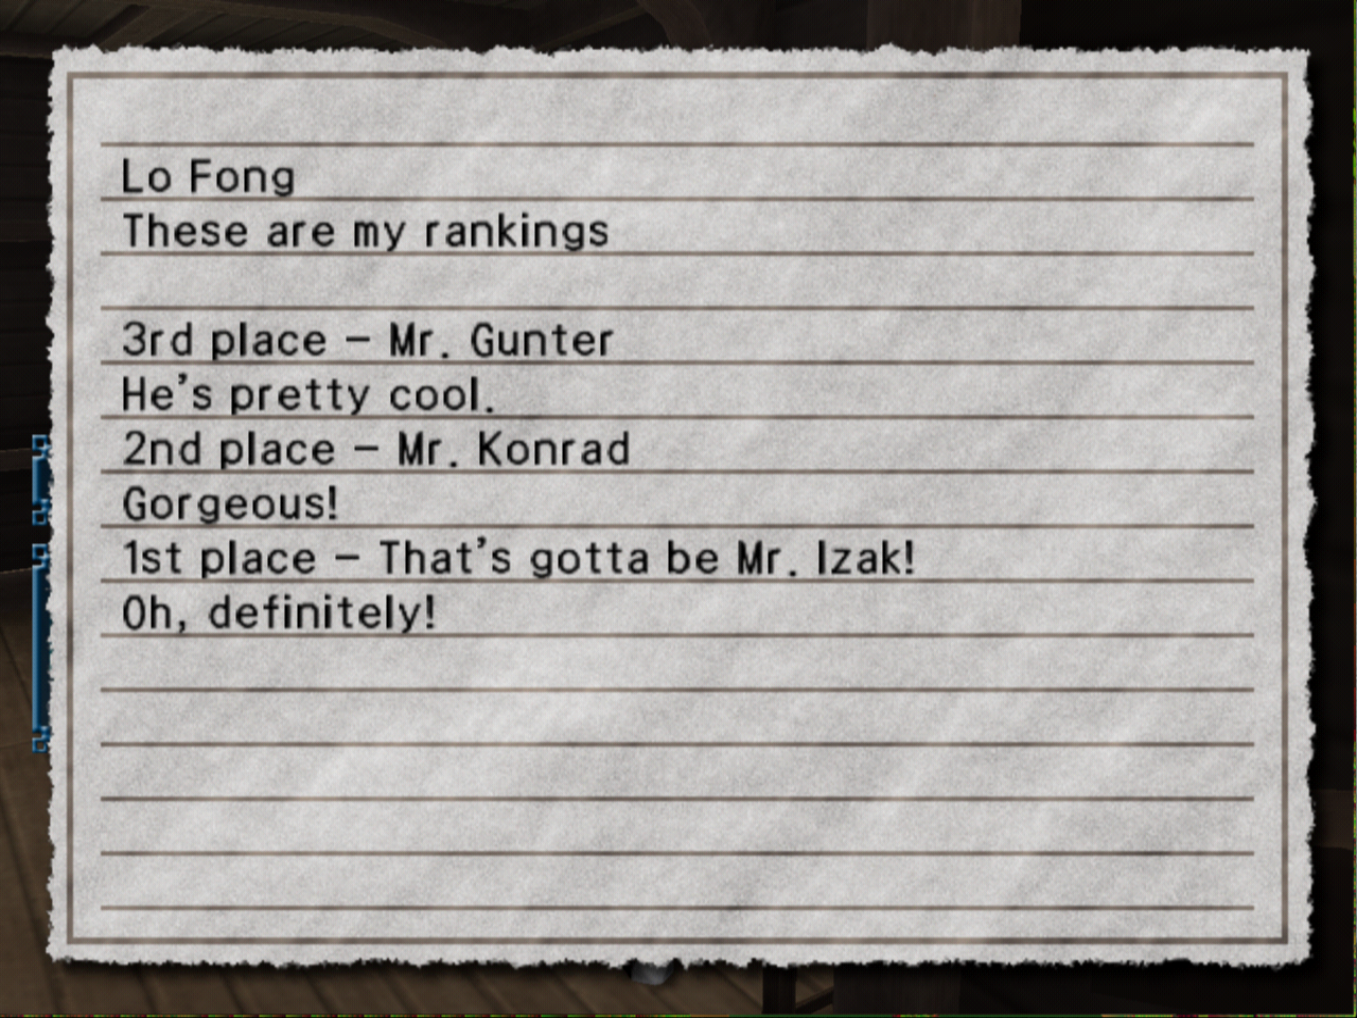 Lo Fong
These are my rankings
3rd place – Mr. Gunter
He's pretty cool.
2nd place – Mr. Konrad
Gorgeous!
1st place – That's gotta be Mr. Izak!
Oh, definitely!